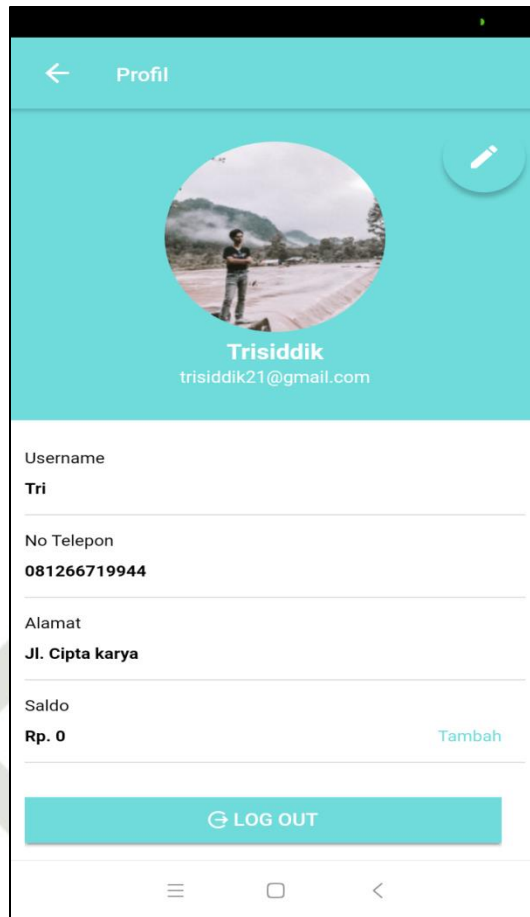 Profil
Trisiddik
trisiddik21@gmail.com
Username
Tri
No Telepon
081266719944
Alamat
Jl. Cipta karya
Saldo
Rp. 0 Tambah
LOG OUT